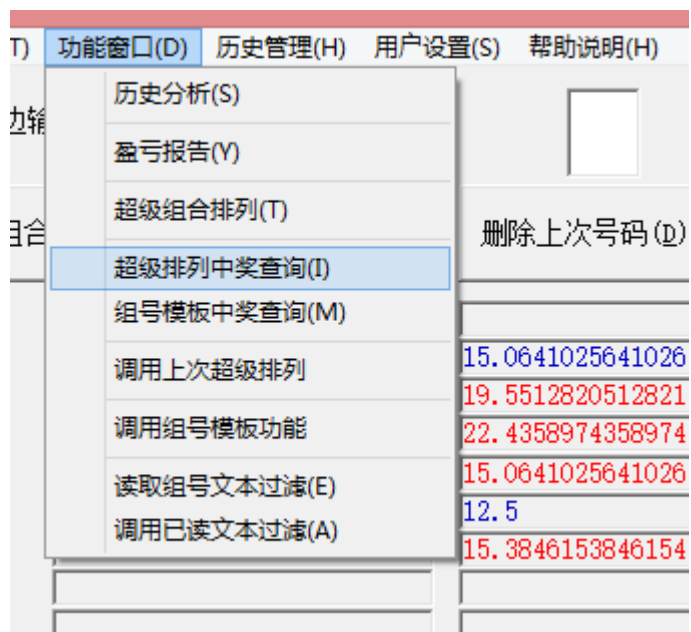 T) 功能窗口(D) 历史管理(H) 用户设置(S) 帮助说明(H)
历史分析(S)
边输
盈亏报告(Y)
超级组合排列(T)
组合
删除上次号码(D)
超级排列中奖查询(I)
组号模板中奖查询(M)
15.0641025641026
调用上次超级排列
19.5512820512821
调用组号模板功能
22.4358974358974
15.0641025641026
读取组号文本过滤(E)
12.5
调用已读文本过滤(A)
15.3846153846154